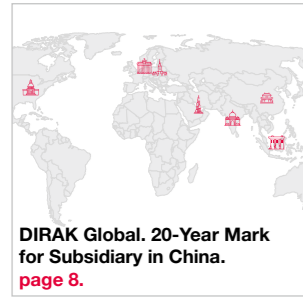 DIRAK Global. 20-Year Mark
for Subsidiary in China.
page 8.